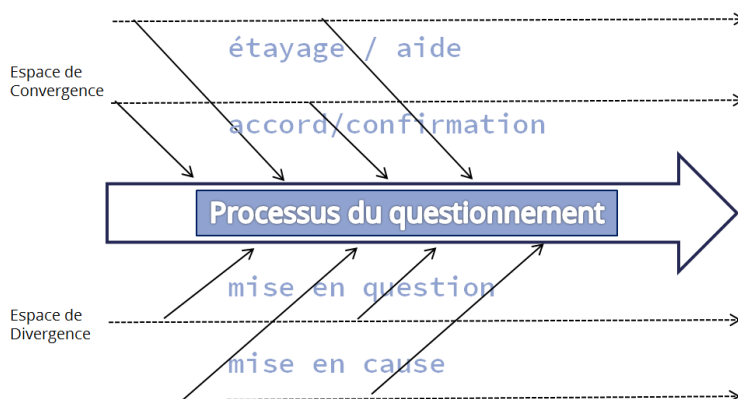 étayage / aide
Espace de
Convergence
accord/confirmation
Processus du questionnement
mise en question
Espace de
Divergence
mise en cause